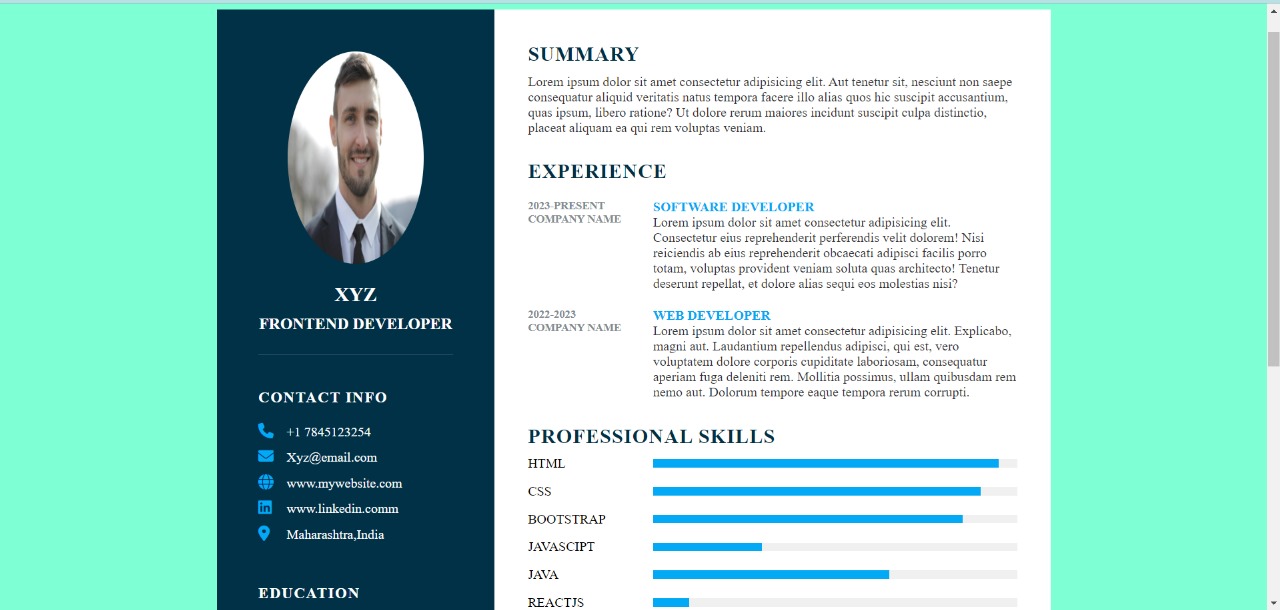 XYZ
FRONTEND DEVELOPER
CONTACT INFO
+1 7845123254
Xyz@email.com
www.mywebsite.com
www.linkedin.comm
Maharashtra,India
EDUCATION
SUMMARY
Lorem ipsum dolor sit amet consectetur adipisicing elit. Aut tenetur sit, nesciunt non saepe
consequatur aliquid veritatis natus tempora facere illo alias quos hic suscipit accusantium,
quas ipsum, libero ratione? Ut dolore rerum maiores incidunt suscipit culpa distinctio,
placeat aliquam ea qui rem voluptas veniam.
EXPERIENCE
2023-PRESENT
COMPANY NAME
SOFTWARE DEVELOPER
Lorem ipsum dolor sit amet consectetur adipisicing elit.
Consectetur eius reprehenderit perferendis velit dolorem! Nisi
reiciendis ab eius reprehenderit obcaecati adipisci facilis porro
totam, voluptas provident veniam soluta quas architecto! Tenetur
deserunt repellat, et dolore alias sequi eos molestias nisi?
2022-2023
COMPANY NAME
WEB DEVELOPER
Lorem ipsum dolor sit amet consectetur adipisicing elit. Explicabo,
magni aut. Laudantium repellendus adipisci, qui est, vero
voluptatem dolore corporis cupiditate laboriosam, consequatur
aperiam fuga deleniti rem. Mollitia possimus, ullam quibusdam rem
nemo aut. Dolorum tempore eaque tempora rerum corrupti.
PROFESSIONAL SKILLS
HTML
CSS
BOOTSTRAP
JAVASCIPT
JAVA
REACTJS